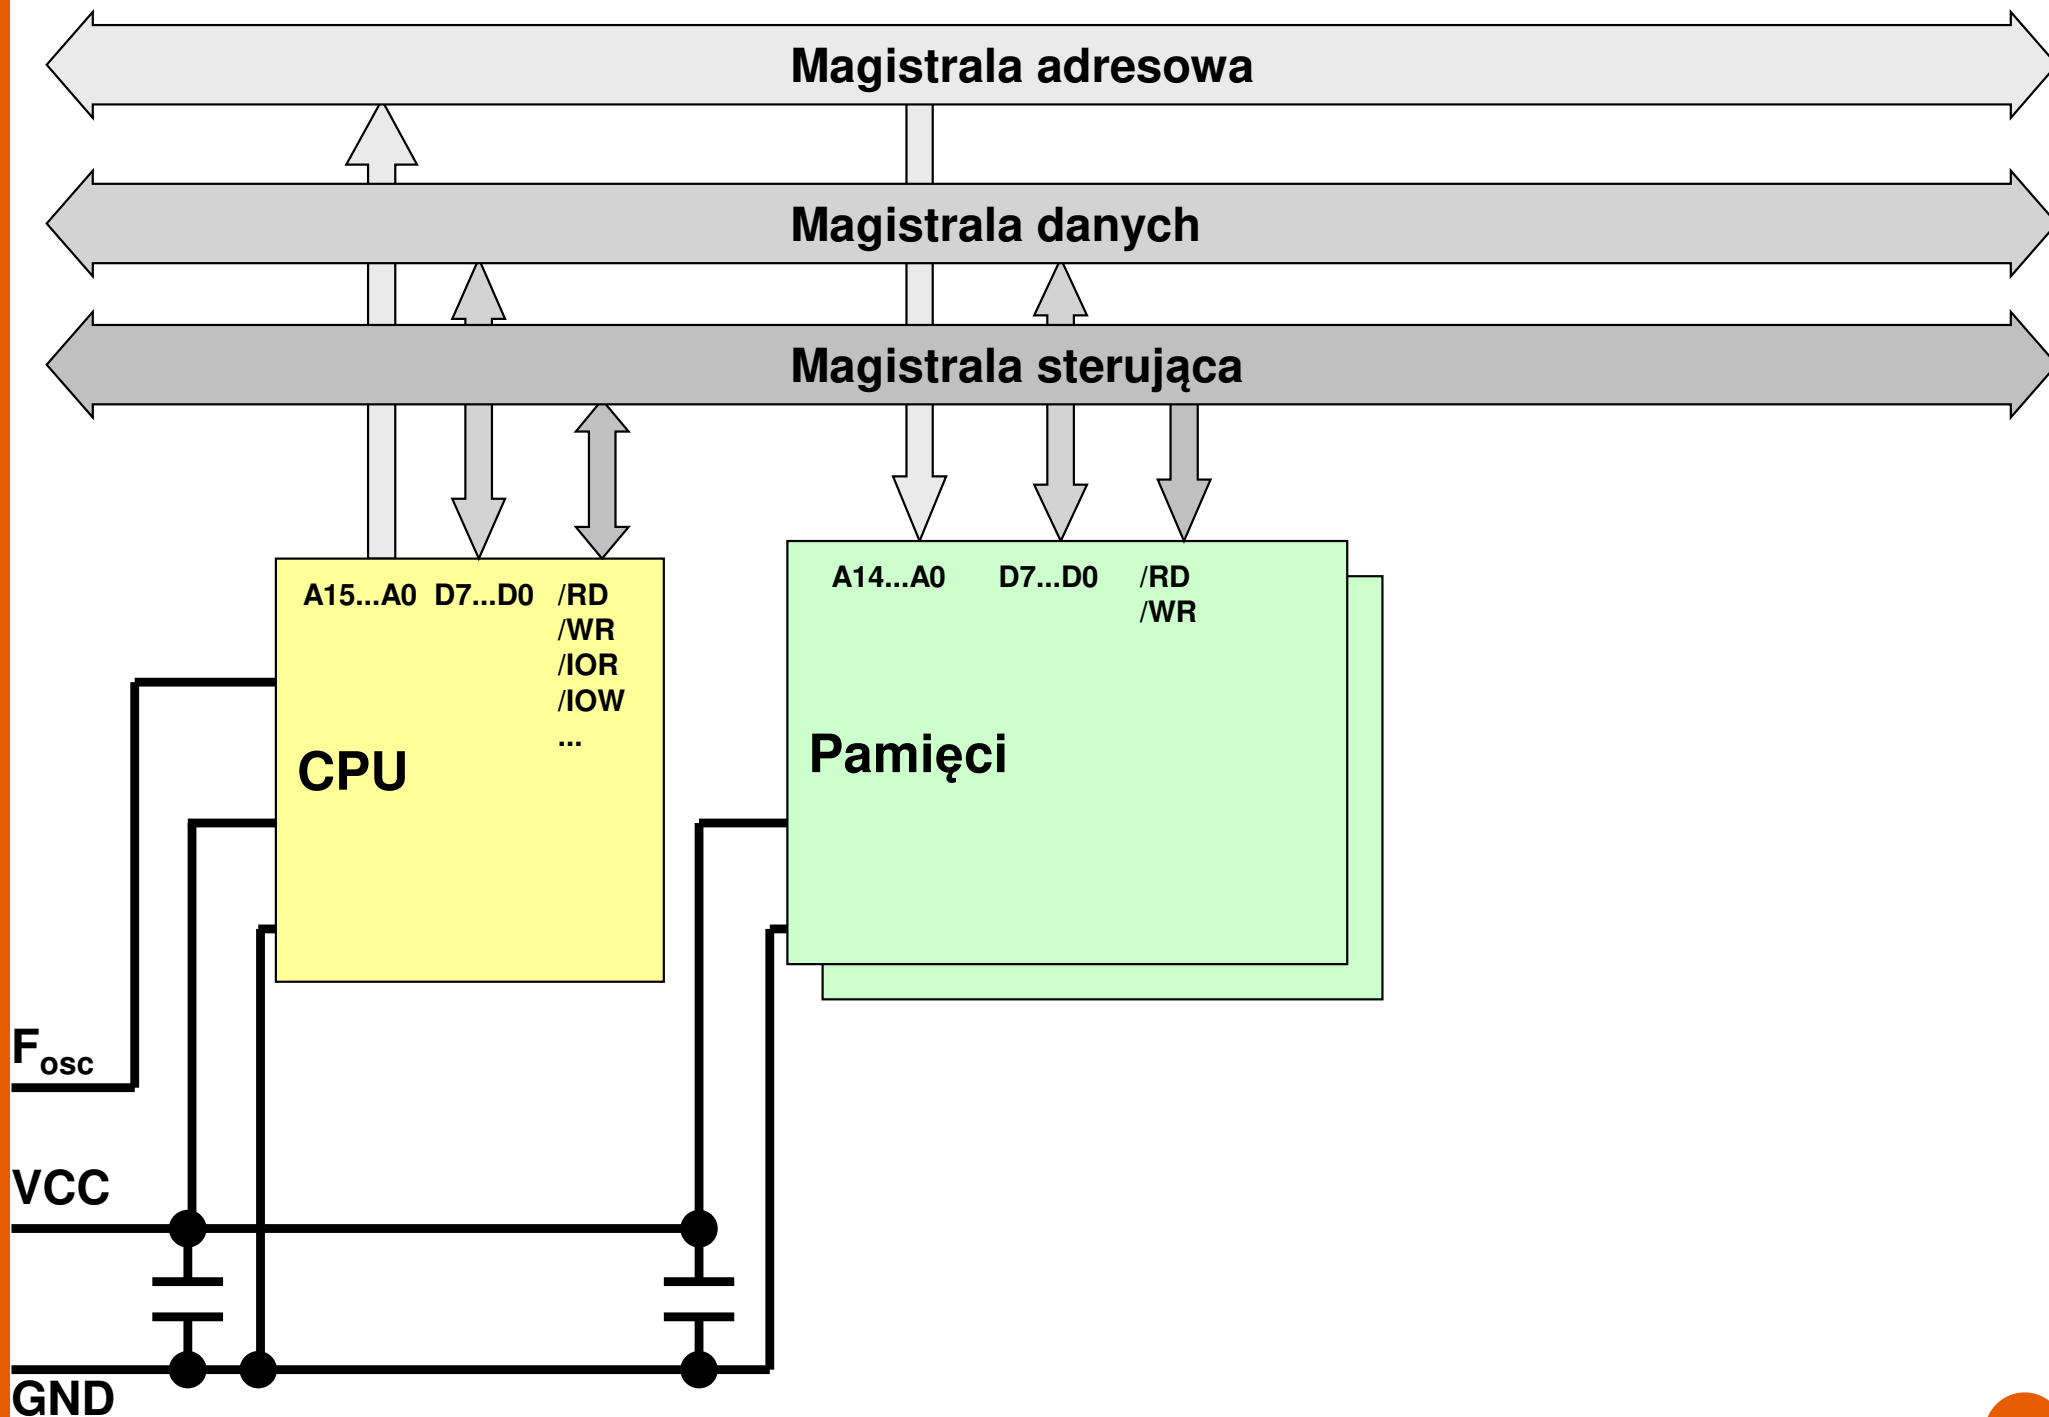 Magistrala adresowa
Magistrala danych
Magistrala sterująca
A15...A0 D7...D0 /RD
/WR
/IOR
/IOW
...
CPU
A14...A0 D7...D0 /RD
/WR
Pamięci
Fosc
VCC
GND